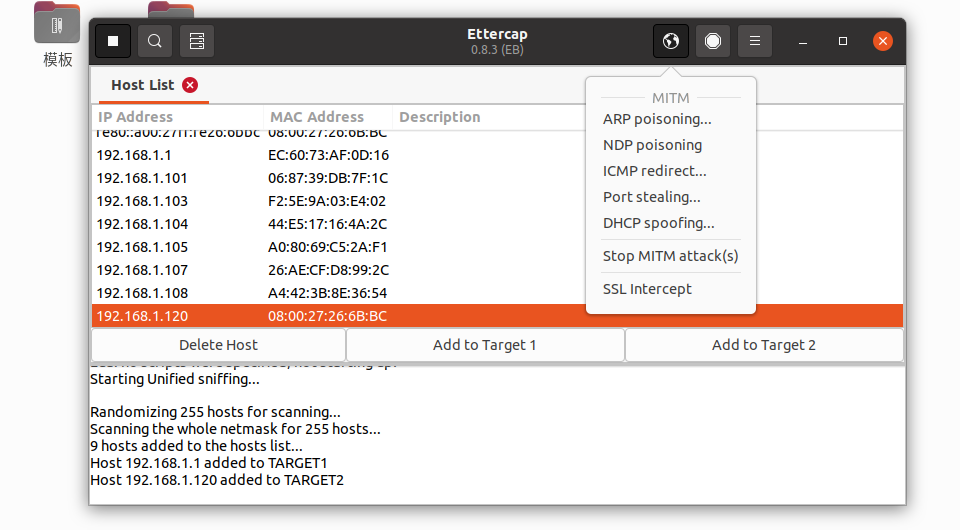 模板
Ettercap
0.8.3 (EB)
Host List
MITM
ARP poisoning...
NDP poisoning
ICMP redirect...
Port stealing...
DHCP spoofing...
Stop MITM attack(s)
SSL Intercept
IP Address MAC Address Description
fe80::a00:27ff:fe26:6bbc 08:00:27:26:6B:BC
192.168.1.1 EC:60:73:AF:0D:16
192.168.1.101 06:87:39:DB:7F:1C
192.168.1.103 F2:5E:9A:03:E4:02
192.168.1.104 44:E5:17:16:4A:2C
192.168.1.105 A0:80:69:C5:2A:F1
192.168.1.107 26:AE:CF:D8:99:2C
192.168.1.108 A4:42:3B:8E:36:54
192.168.1.120 08:00:27:26:6B:BC
Delete Host Add to Target 1 Add to Target 2
Starting Unified sniffing...
Randomizing 255 hosts for scanning...
Scanning the whole netmask for 255 hosts...
9 hosts added to the hosts list...
Host 192.168.1.1 added to TARGET1
Host 192.168.1.120 added to TARGET2